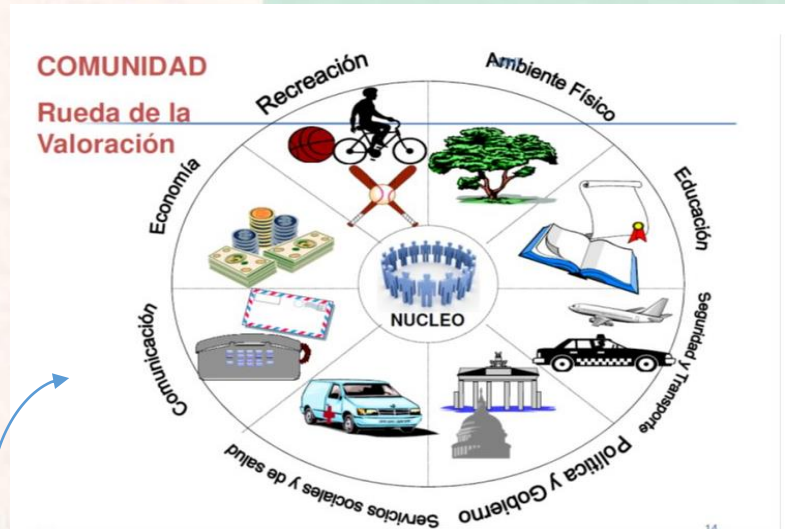 COMUNIDAD
Rueda de la
Valoración
Recreación
Ambiente Físico
Educación
Seguridad y Transporte
Política y Gobierno
Servicios sociales y de salud
Comunicación
Economía
NUCLEO
14